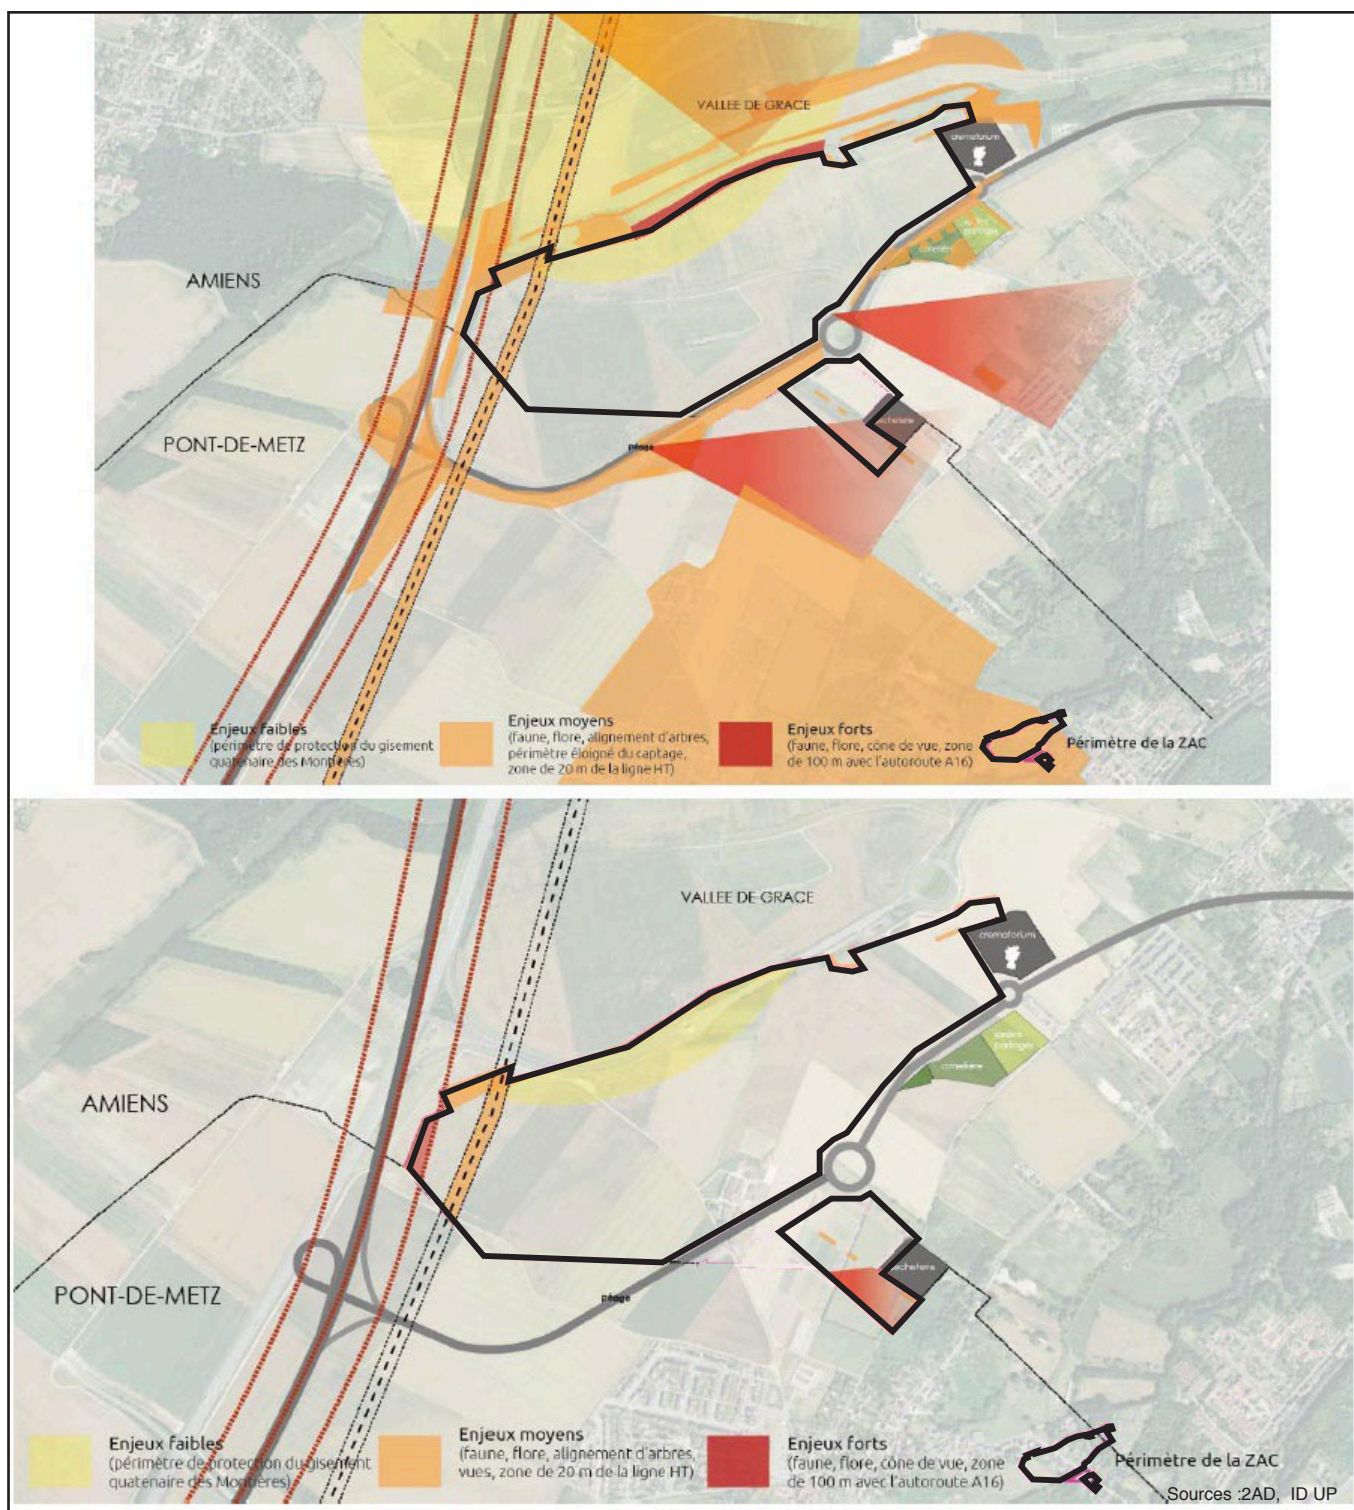 VALLEE DE GRACE
crematorium
partagés
cimetière
AMIENS
PONT-DE-METZ
péage
Enjeux faibles
(périmètre de protection du gisement
quatenaire des Montières)
Enjeux moyens
(faune, flore, alignement d'arbres,
périmètre éloigné du captage,
zone de 20 m de la ligne HT)
Enjeux forts
(faune, flore, cône de vue, zone
de 100 m avec l'autoroute A16)
Périmètre de la ZAC
VALLEE DE GRACE
crematorium
jardins
partagés
cimetière
AMIENS
PONT-DE-METZ
echeterie
péage
Enjeux faibles
(périmètre de protection du gisement
quatenaire des Montières)
Enjeux moyens
(faune, flore, alignement d'arbres,
vues, zone de 20 m de la ligne HT)
Enjeux forts
(faune, flore, cône de vue, zone
de 100 m avec l'autoroute A16)
Périmètre de la ZAC
Sources :2AD, ID UP